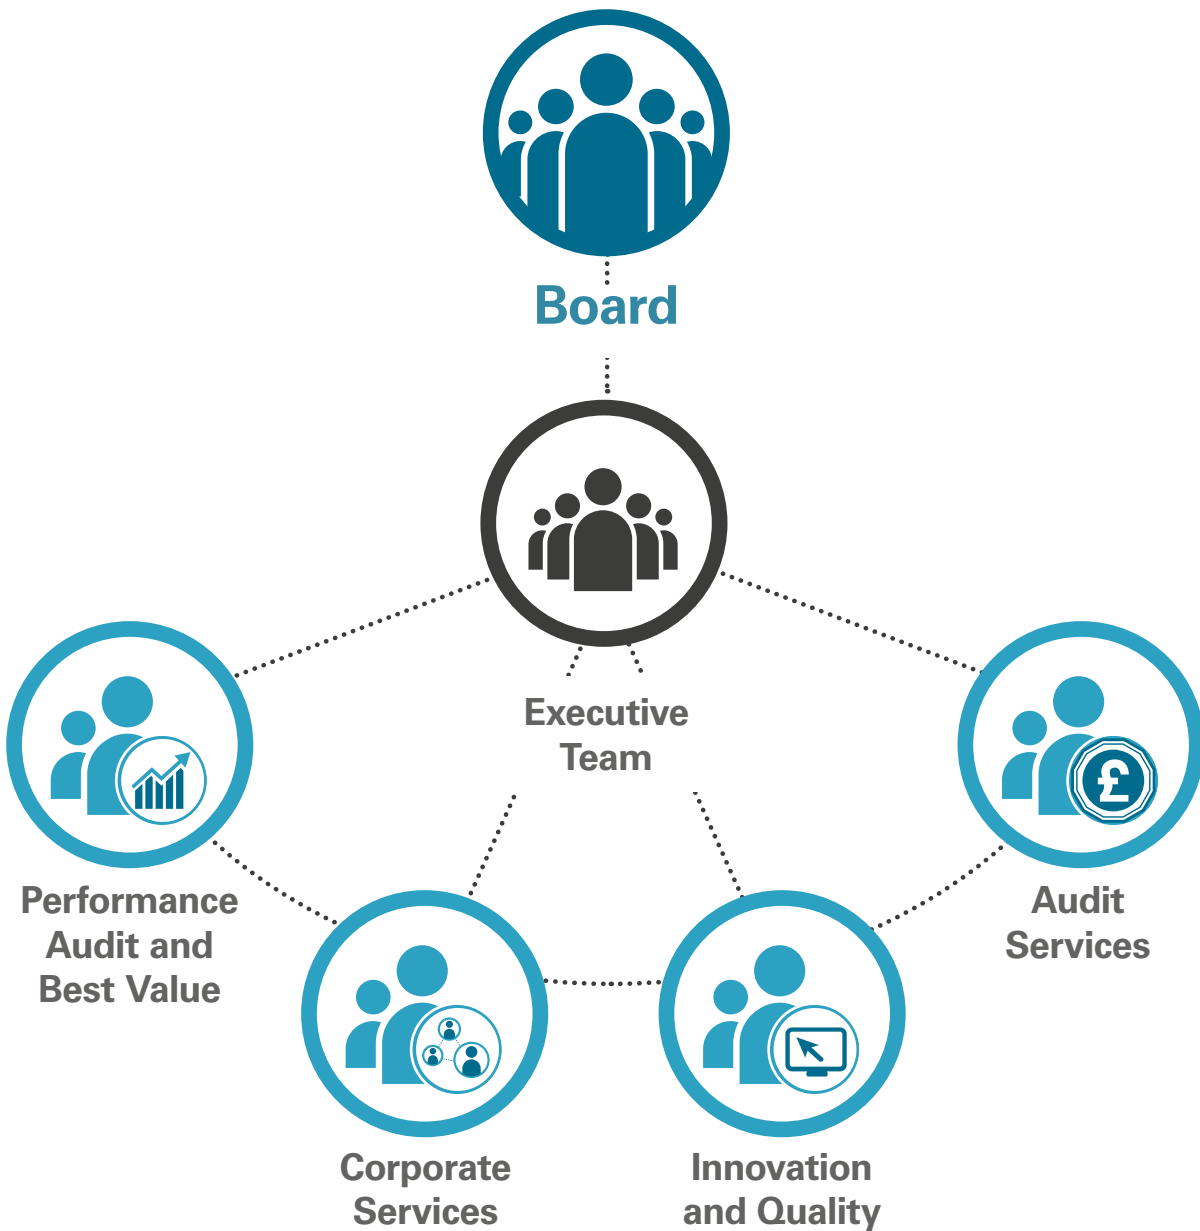 Board
Executive
Team
Performance
Audit and
Best Value
£
Audit
Services
Corporate
Services
Innovation
and Quality